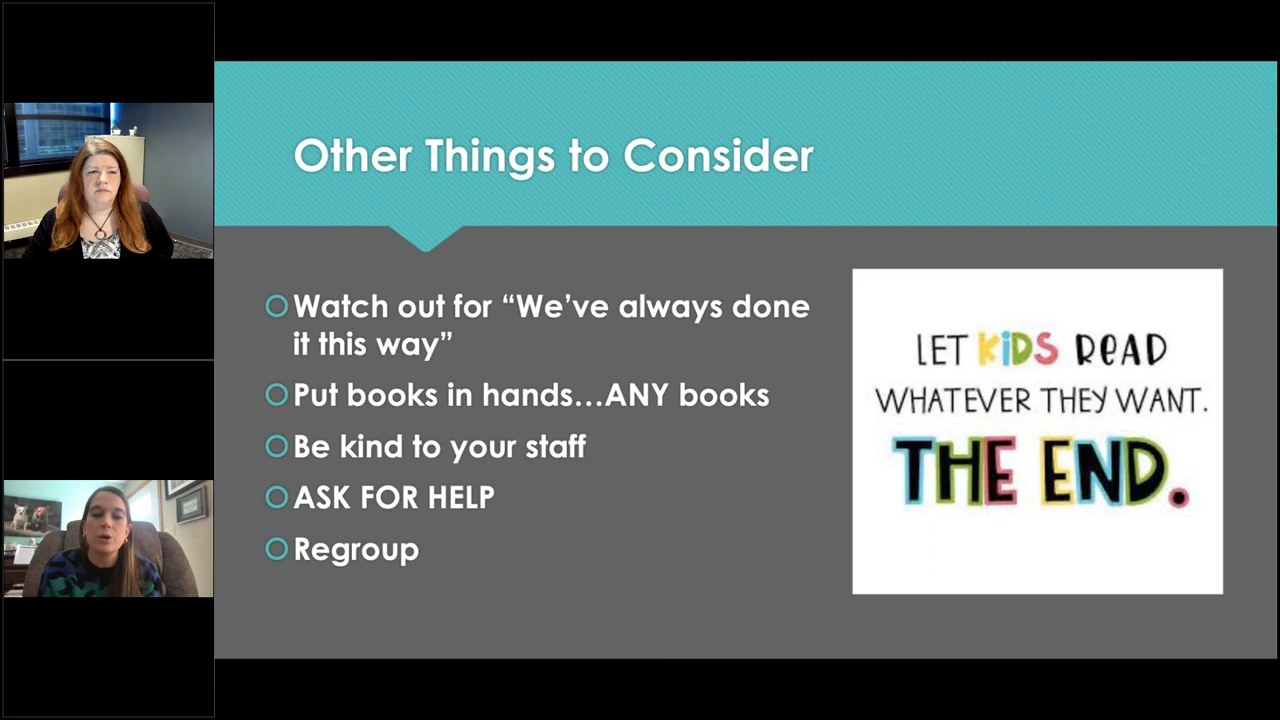 Other Things to Consider
Watch out for “We’ve always done
it this way”
Put books in hands...ANY books
Be kind to your staff
ASK FOR HELP
Regroup
LET KiDS ReAD
WHATEVER THEY WANT.
THE END.